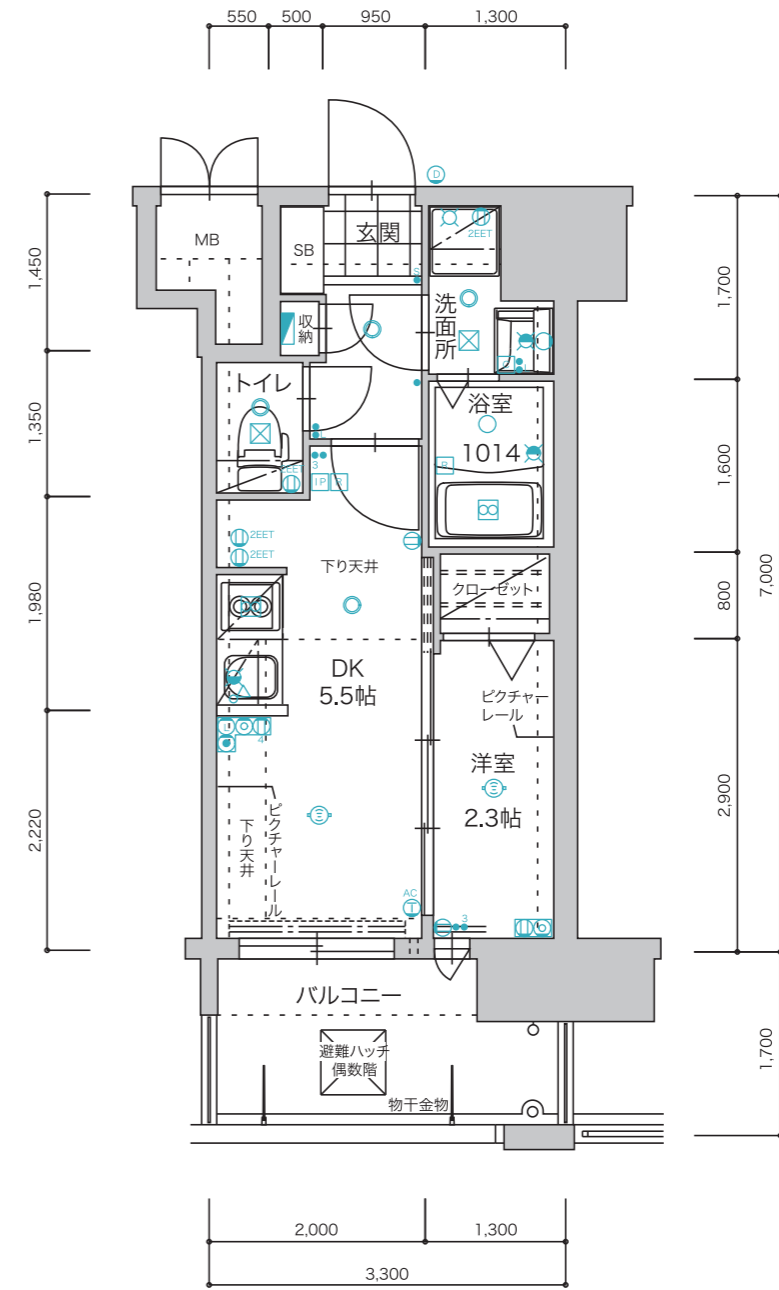 550
500
950
1,300
D
MB
SB
玄関
2EET
S
1,450
収納
洗面所
1,700
トイレ
浴室
1014
1,350
1,600
2EET
3
IP
R
R
2EET
2EET
下り天井
クローゼット
7,000
1,980
800
DK
5.5帖
ピクチャー
レール
4
洋室
2.3帖
2,900
2,220
下り天井
ピクチャーレール
AC
3
バルコニー
避難ハッチ
偶数階
物干金物
1,700
2,000
1,300
3,300